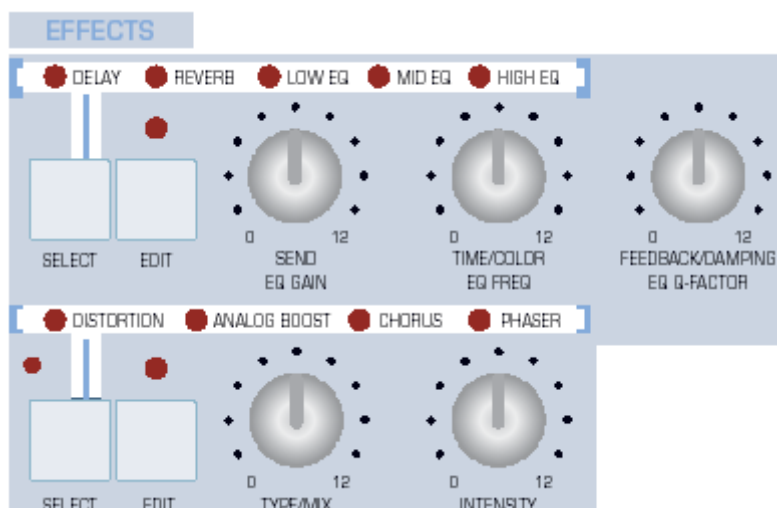 EFFECTS
DELAY REVERB LOW EQ MID EQ HIGH EQ
0 12 0 12 0 12
SELECT EDIT SEND TIME/COLOR FEEDBACK/DAMPING
EQ GAIN EQ FREQ EQ Q-FACTOR
DISTORTION ANALOG BOOST CHORUS PHASER
0 12 0 12
SELECT EDIT TYPE/MIX INTENSITY